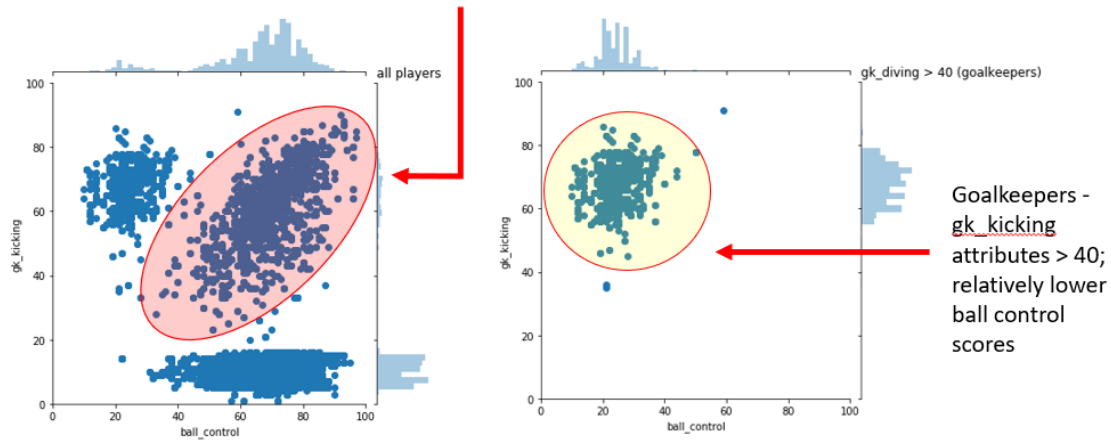 all players
100
80
60
40
20
0
gk_kicking
0 20 40 60 80 100
ball_control
gk_diving > 40 (goalkeepers)
100
80
60
40
20
0
gk_kicking
0 20 40 60 80 100
ball_control
Goalkeepers -
gk_kicking
attributes > 40;
relatively lower
ball control
scores